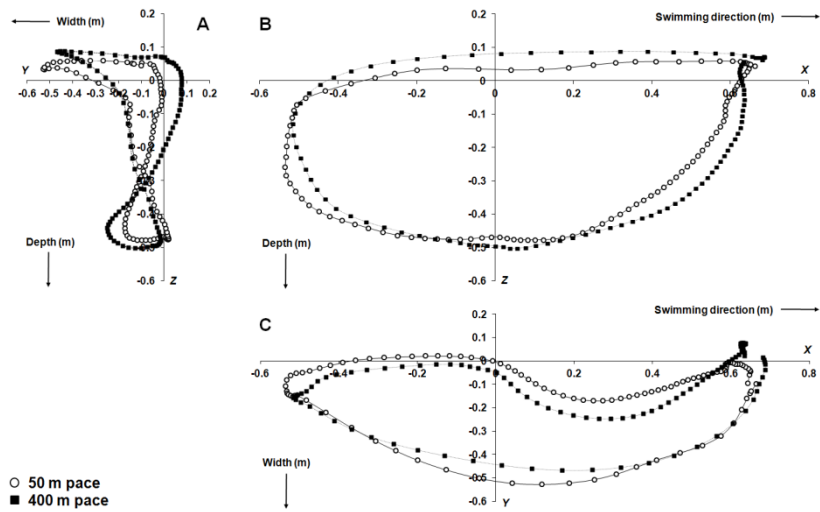 0.2
← Width (m)
A
0.1
Y
0
-0.6 -0.5 -0.4 -0.3 -0.2 -0.1 0 0.1 0.2
-0.1
-0.2
-0.3
-0.4
-0.5
-0.6
Z
Depth (m)
B
0.2
Swimming direction (m)
0.1
X
0
-0.6 -0.4 -0.2 0 0.2 0.4 0.6 0.8
-0.1
-0.2
-0.3
-0.4
-0.5
-0.6
Z
Depth (m)
Swimming direction (m)
C
0.2
0.1
X
0
-0.6 -0.4 -0.2 0 0.2 0.4 0.6 0.8
-0.1
-0.2
-0.3
-0.4
-0.5
-0.6
Y
Width (m)
50 m pace
400 m pace